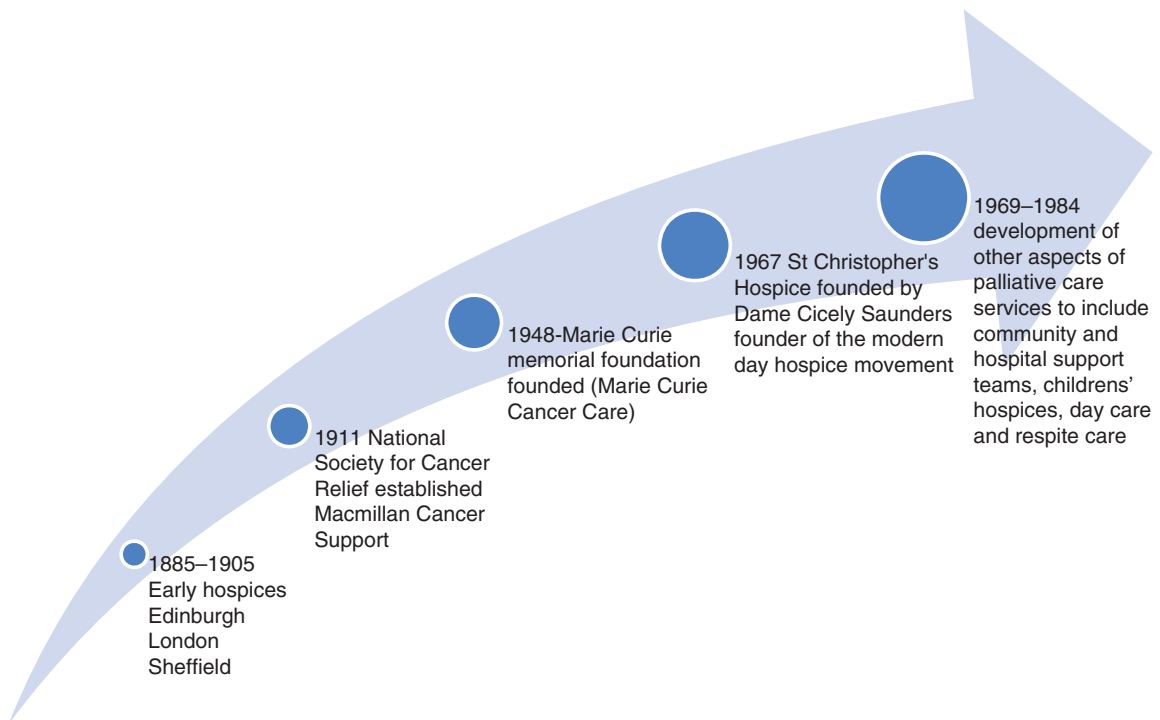 1885–1905
Early hospices
Edinburgh
London
Sheffield
1911 National
Society for Cancer
Relief established
Macmillan Cancer
Support
1948-Marie Curie
memorial foundation
founded (Marie Curie
Cancer Care)
1967 St Christopher's
Hospice founded by
Dame Cicely Saunders
founder of the modern
day hospice movement
1969–1984
development of
other aspects of
palliative care
services to include
community and
hospital support
teams, childrens’
hospices, day care
and respite care